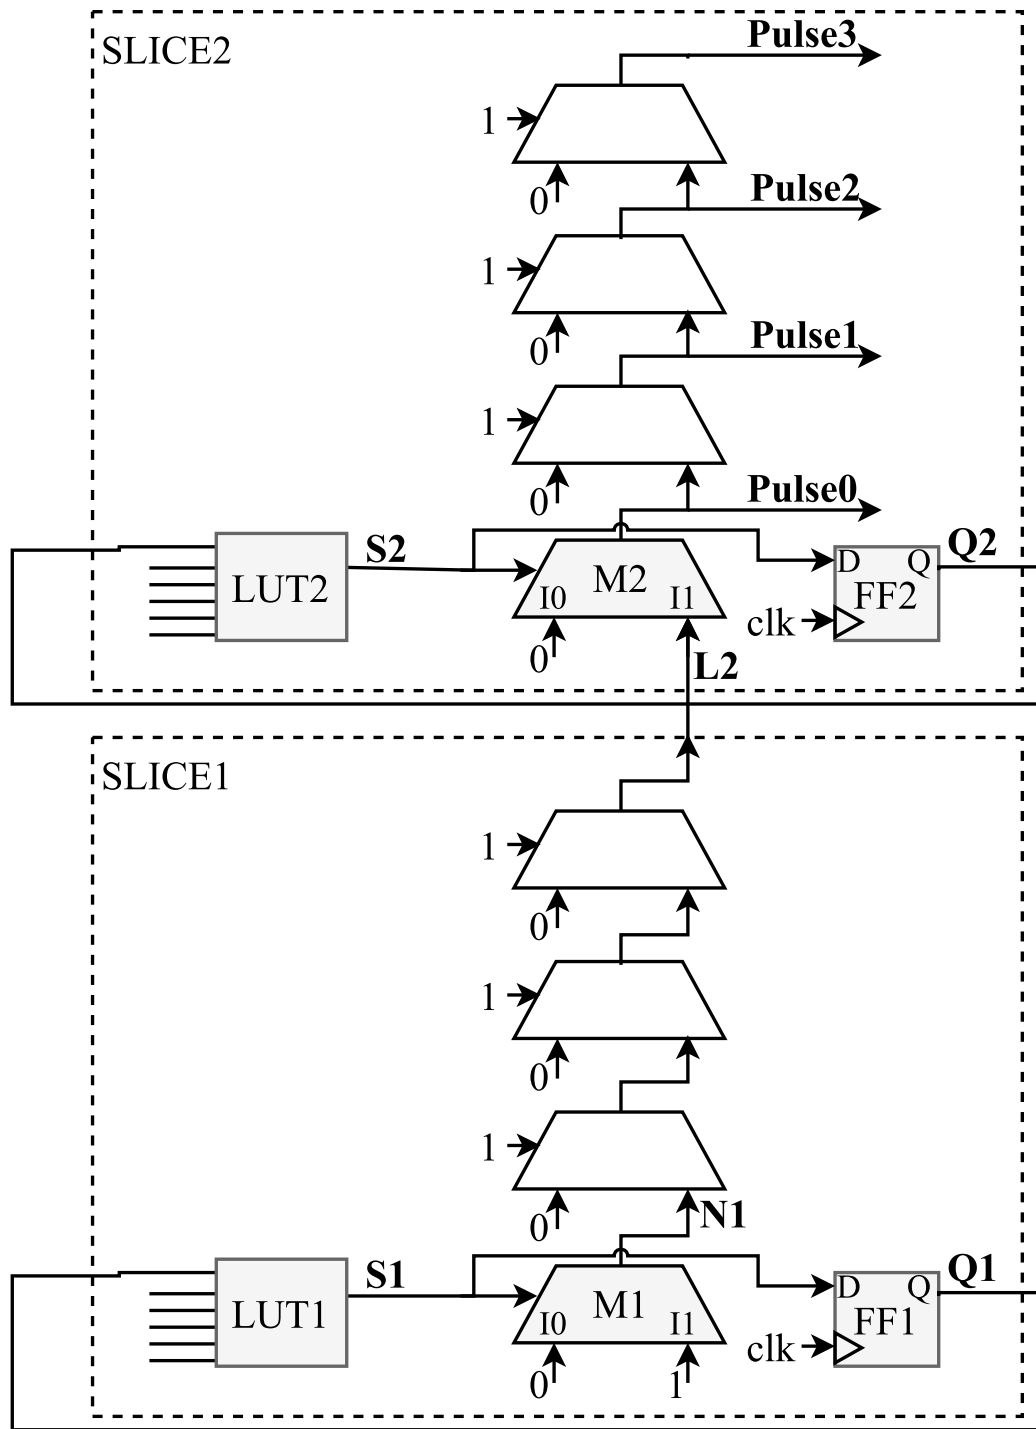 SLICE2
Pulse3
1
0
Pulse2
1
0
Pulse1
1
0
Pulse0
LUT2
S2
M2
I0 I1
0
L2
D Q
FF2
clk
Q2
SLICE1
1
0
1
0
1
0
N1
LUT1
S1
M1
I0 I1
0 1
D Q
FF1
clk
Q1